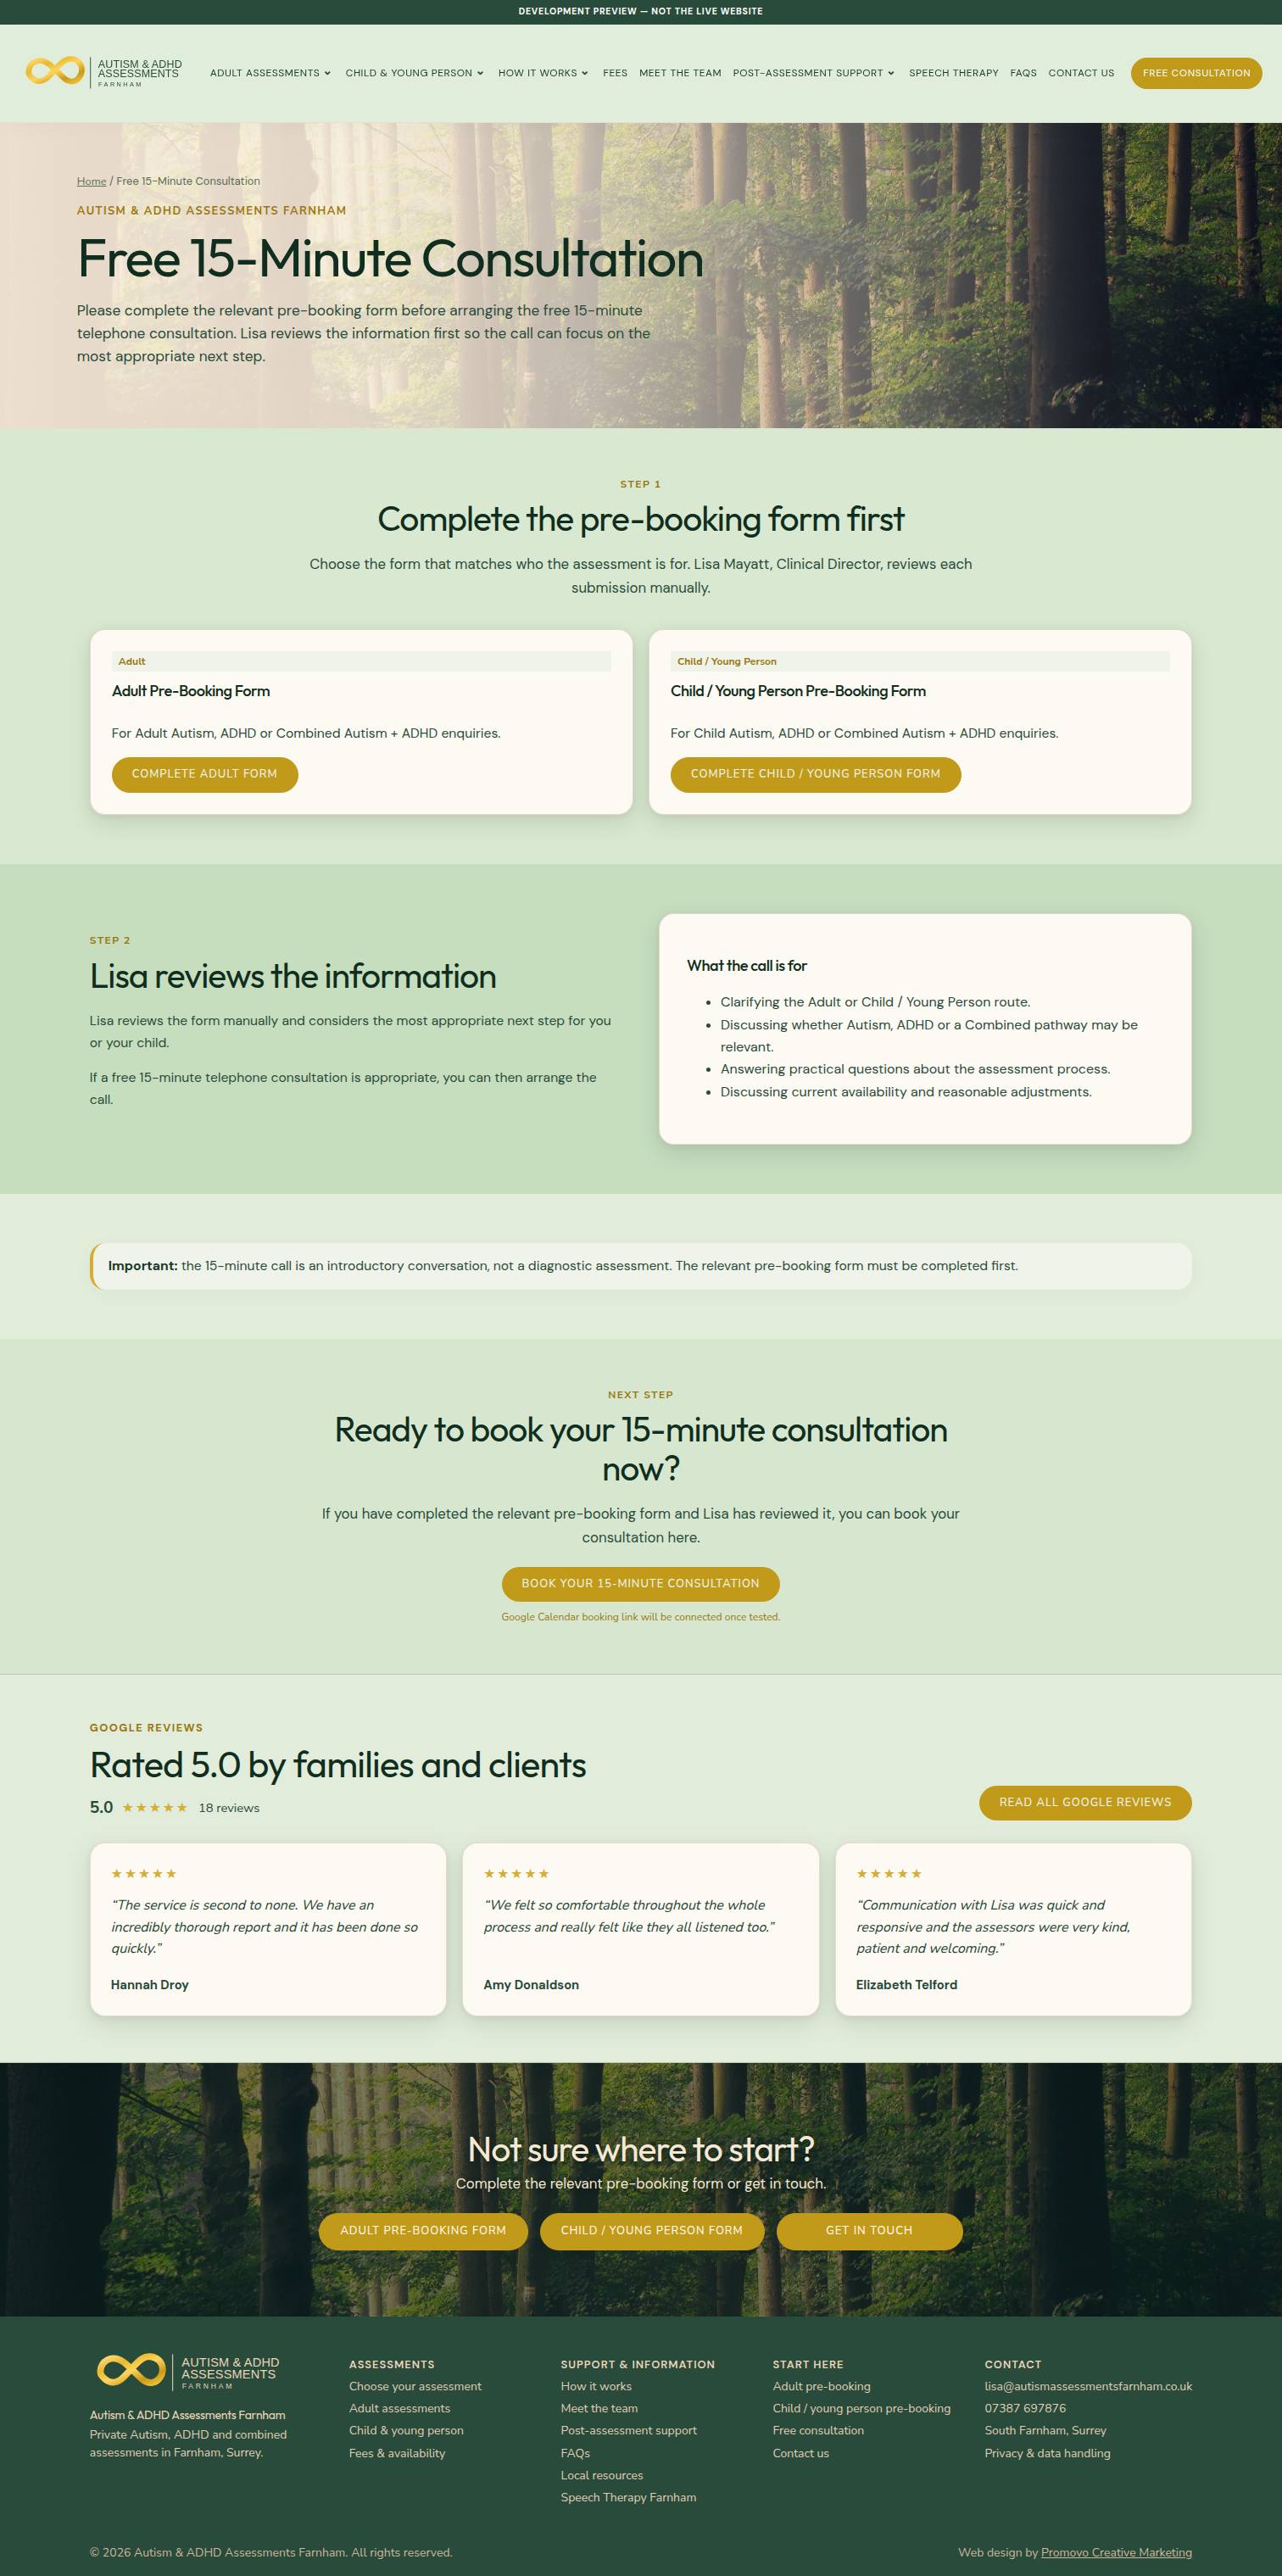 DEVELOPMENT PREVIEW — NOT THE LIVE WEBSITE
AUTISM & ADHD
ASSESSMENTS
FARNHAM
ADULT ASSESSMENTS
CHILD & YOUNG PERSON
HOW IT WORKS
FEES
MEET THE TEAM
POST-ASSESSMENT SUPPORT
SPEECH THERAPY
FAQS
CONTACT US
FREE CONSULTATION
Home / Free 15-Minute Consultation
AUTISM & ADHD ASSESSMENTS FARNHAM
Free 15-Minute Consultation
Please complete the relevant pre-booking form before arranging the free 15-minute
telephone consultation. Lisa reviews the information first so the call can focus on the
most appropriate next step.
STEP 1
Complete the pre-booking form first
Choose the form that matches who the assessment is for. Lisa Mayatt, Clinical Director, reviews each
submission manually.
Adult
Adult Pre-Booking Form
For Adult Autism, ADHD or Combined Autism + ADHD enquiries.
COMPLETE ADULT FORM
Child / Young Person
Child / Young Person Pre-Booking Form
For Child Autism, ADHD or Combined Autism + ADHD enquiries.
COMPLETE CHILD / YOUNG PERSON FORM
STEP 2
Lisa reviews the information
Lisa reviews the form manually and considers the most appropriate next step for you
or your child.
If a free 15-minute telephone consultation is appropriate, you can then arrange the
call.
What the call is for
• Clarifying the Adult or Child / Young Person route.
• Discussing whether Autism, ADHD or a Combined pathway may be
relevant.
• Answering practical questions about the assessment process.
• Discussing current availability and reasonable adjustments.
Important: the 15-minute call is an introductory conversation, not a diagnostic assessment. The relevant pre-booking form must be completed first.
NEXT STEP
Ready to book your 15-minute consultation
now?
If you have completed the relevant pre-booking form and Lisa has reviewed it, you can book your
consultation here.
BOOK YOUR 15-MINUTE CONSULTATION
Google Calendar booking link will be connected once tested.
GOOGLE REVIEWS
Rated 5.0 by families and clients
5.0 ★★★★★ 18 reviews
READ ALL GOOGLE REVIEWS
★★★★★
“The service is second to none. We have an
incredibly thorough report and it has been done so
quickly.”
Hannah Droy
★★★★★
“We felt so comfortable throughout the whole
process and really felt like they all listened too.”
Amy Donaldson
★★★★★
“Communication with Lisa was quick and
responsive and the assessors were very kind,
patient and welcoming.”
Elizabeth Telford
Not sure where to start?
Complete the relevant pre-booking form or get in touch.
ADULT PRE-BOOKING FORM
CHILD / YOUNG PERSON FORM
GET IN TOUCH
AUTISM & ADHD
ASSESSMENTS
FARNHAM
Autism & ADHD Assessments Farnham
Private Autism, ADHD and combined
assessments in Farnham, Surrey.
ASSESSMENTS
Choose your assessment
Adult assessments
Child & young person
Fees & availability
SUPPORT & INFORMATION
How it works
Meet the team
Post-assessment support
FAQs
Local resources
Speech Therapy Farnham
START HERE
Adult pre-booking
Child / young person pre-booking
Free consultation
Contact us
CONTACT
lisa@autismassessmentsfarnham.co.uk
07387 697876
South Farnham, Surrey
Privacy & data handling
© 2026 Autism & ADHD Assessments Farnham. All rights reserved.
Web design by Promovo Creative Marketing